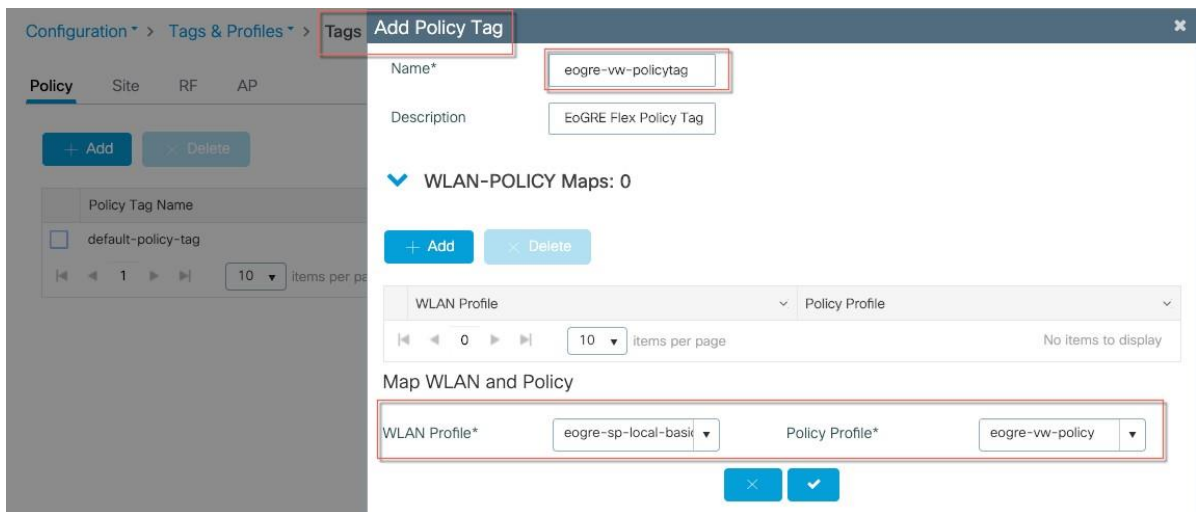 Configuration > Tags & Profiles > Tags
Add Policy Tag
Policy Site RF AP
+ Add × Delete
Policy Tag Name
default-policy-tag
1 10 items per pa
Name* eogre-vw-policytag
Description EoGRE Flex Policy Tag
WLAN-POLICY Maps: 0
+ Add × Delete
WLAN Profile Policy Profile
0 10 items per page No items to display
Map WLAN and Policy
WLAN Profile* eogre-sp-local-basic Policy Profile* eogre-vw-policy